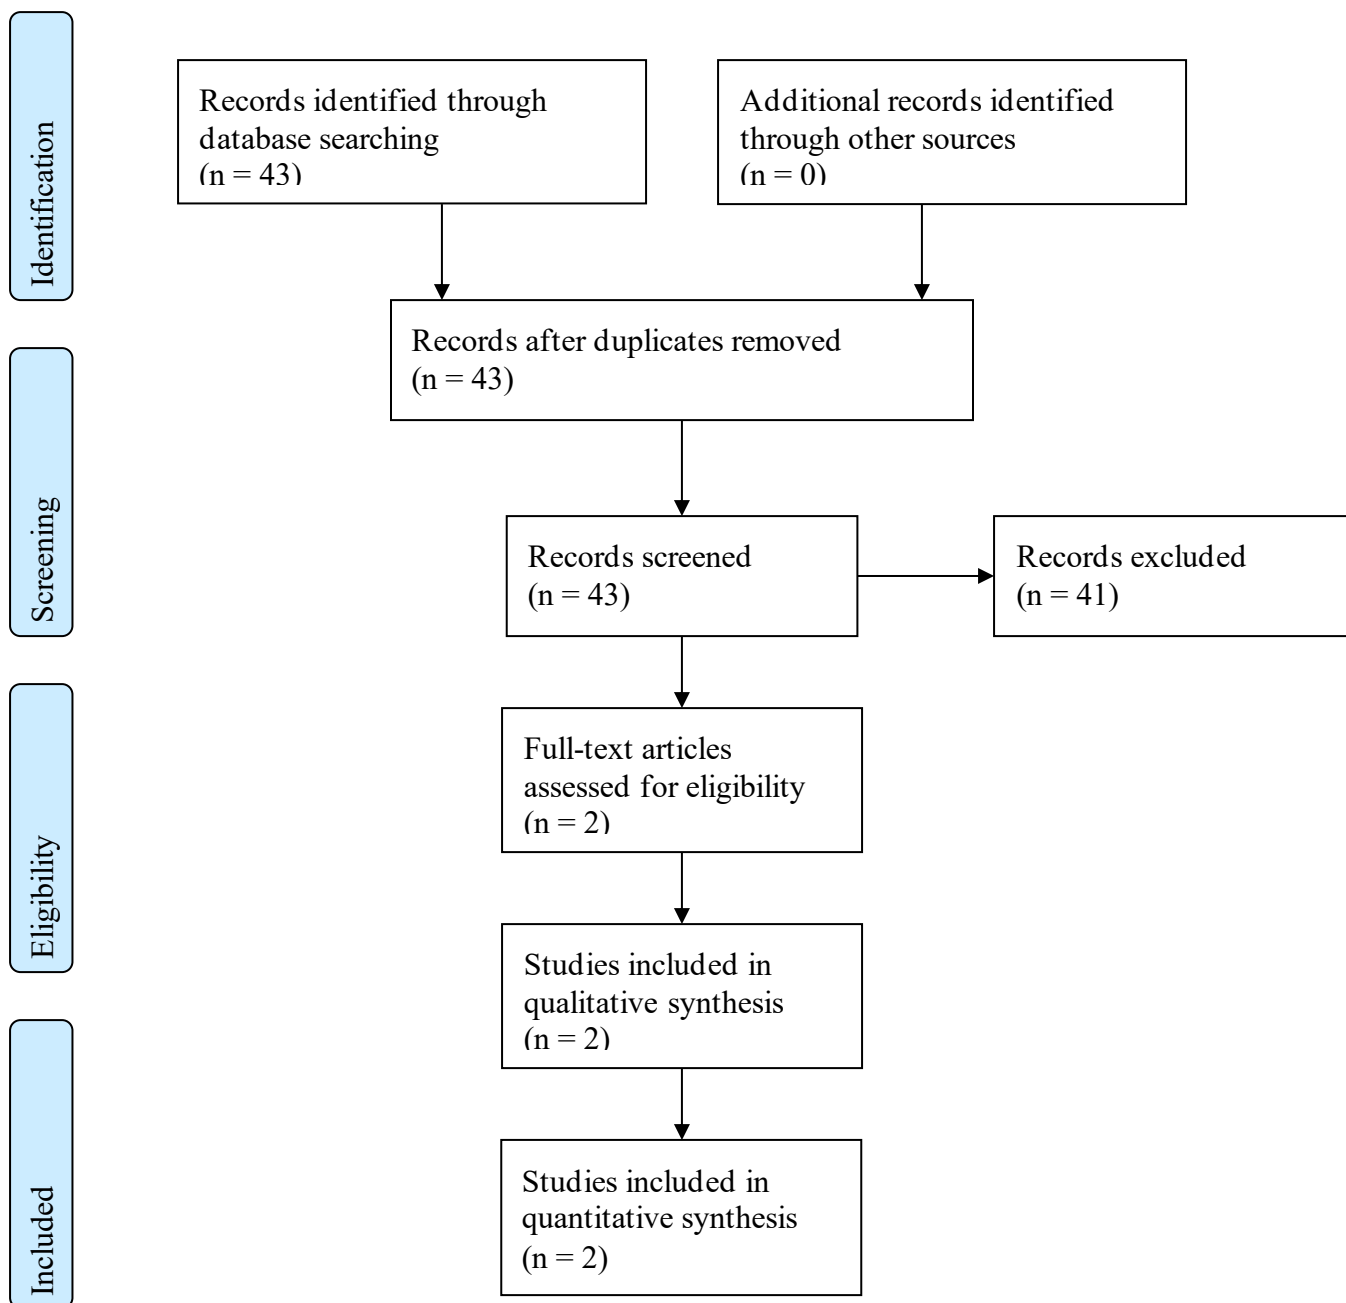 Identification
Records identified through
database searching
(n = 43)
Additional records identified
through other sources
(n = 0)
Records after duplicates removed
(n = 43)
Screening
Records screened
(n = 43)
Records excluded
(n = 41)
Eligibility
Full-text articles
assessed for eligibility
(n = 2)
Studies included in
qualitative synthesis
(n = 2)
Included
Studies included in
quantitative synthesis
(n = 2)